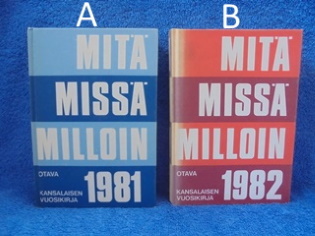 A
MITÄ
MISSÄ
MILLOIN
OTAVA
KANSALAISEN
VUOSIKIRJA
1981
B
MITÄ
MISSÄ
MILLOIN
OTAVA
KANSALAISEN
VUOSIKIRJA
1982